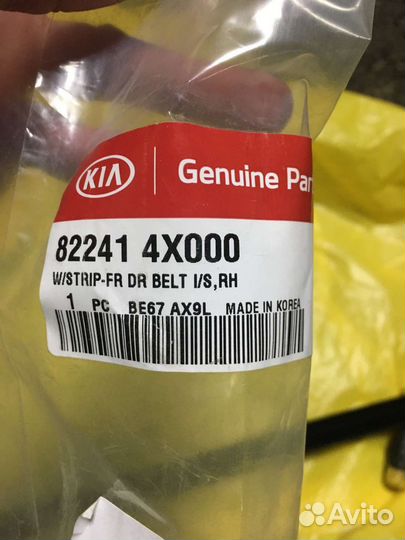 KIA
Genuine Par
82241 4X000
W/STRIP-FR DR BELT I/S,RH
1 PC BE67 AX9L MADE IN KOREA
Avito